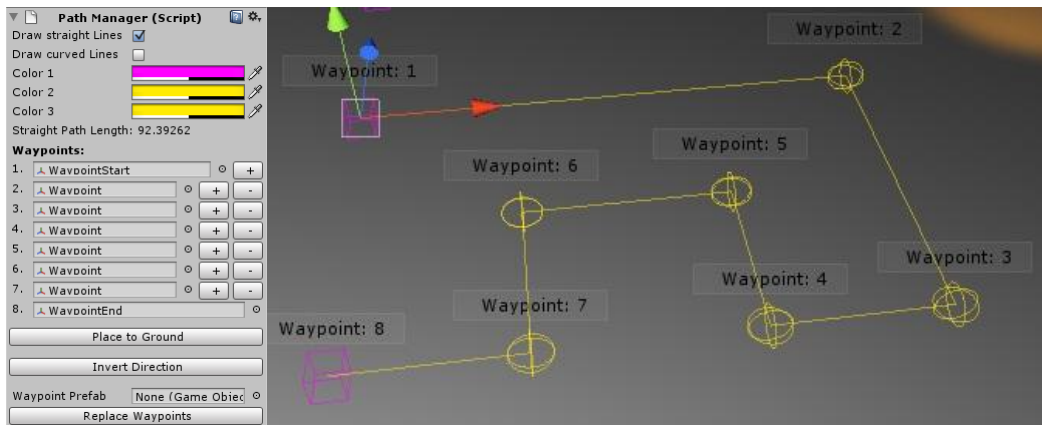 Path Manager (Script)
Draw straight Lines
Draw curved Lines
Color 1
Color 2
Color 3
Straight Path Length: 92.39262
Waypoints:
1. WaypointStart +
2. Waypoint + -
3. Waypoint + -
4. Waypoint + -
5. Waypoint + -
6. Waypoint + -
7. Waypoint + -
8. WaypointEnd
Place to Ground
Invert Direction
Waypoint Prefab None (Game Objec
Replace Waypoints
Waypoint: 1
Waypoint: 2
Waypoint: 5
Waypoint: 6
Waypoint: 3
Waypoint: 4
Waypoint: 7
Waypoint: 8